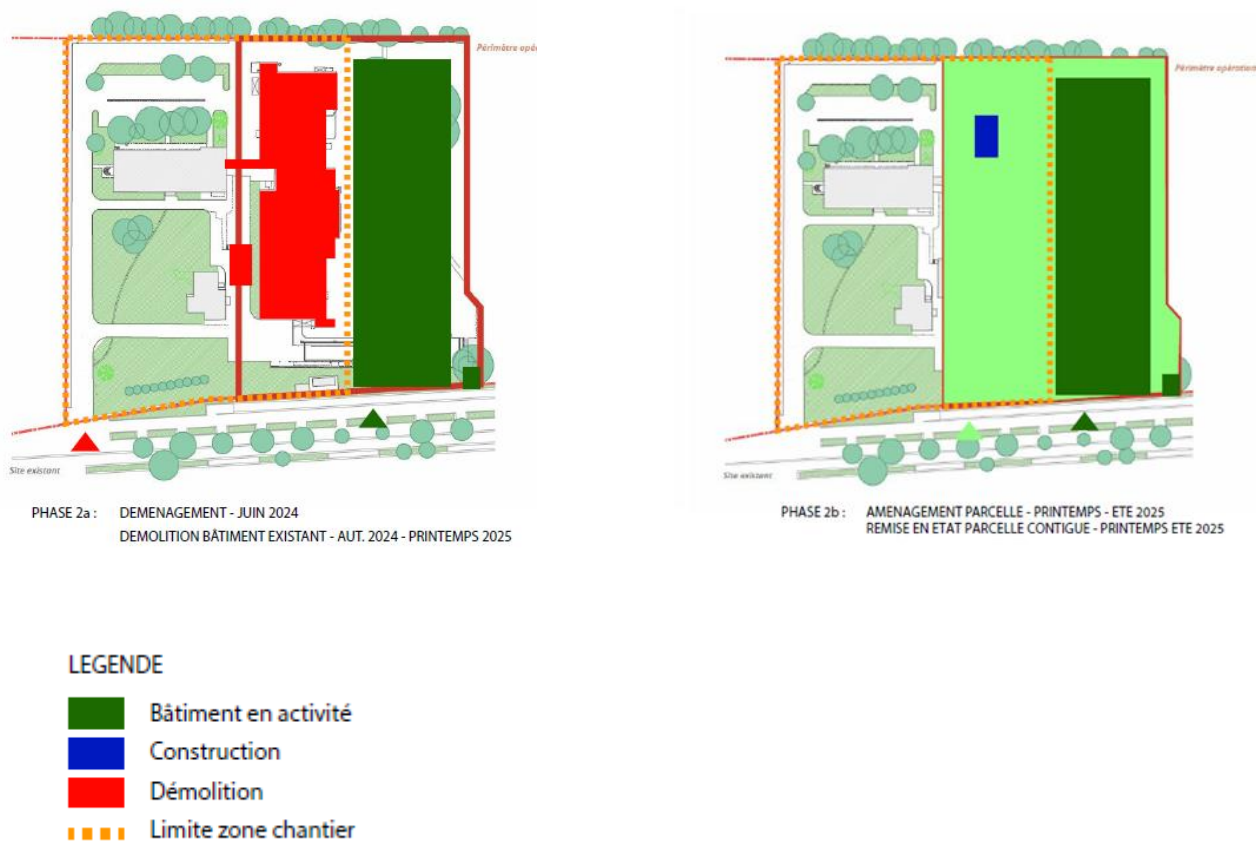 Périmètre opé
Périmètre opération
Site existant
Site existant
PHASE 2a : DEMENAGEMENT - JUIN 2024
DEMOLITION BÂTIMENT EXISTANT - AUT. 2024 - PRINTEMPS 2025
PHASE 2b : AMENAGEMENT PARCELLE - PRINTEMPS - ETE 2025
REMISE EN ETAT PARCELLE CONTIGUE - PRINTEMPS ETE 2025
LEGENDE
Bâtiment en activité
Construction
Démolition
Limite zone chantier